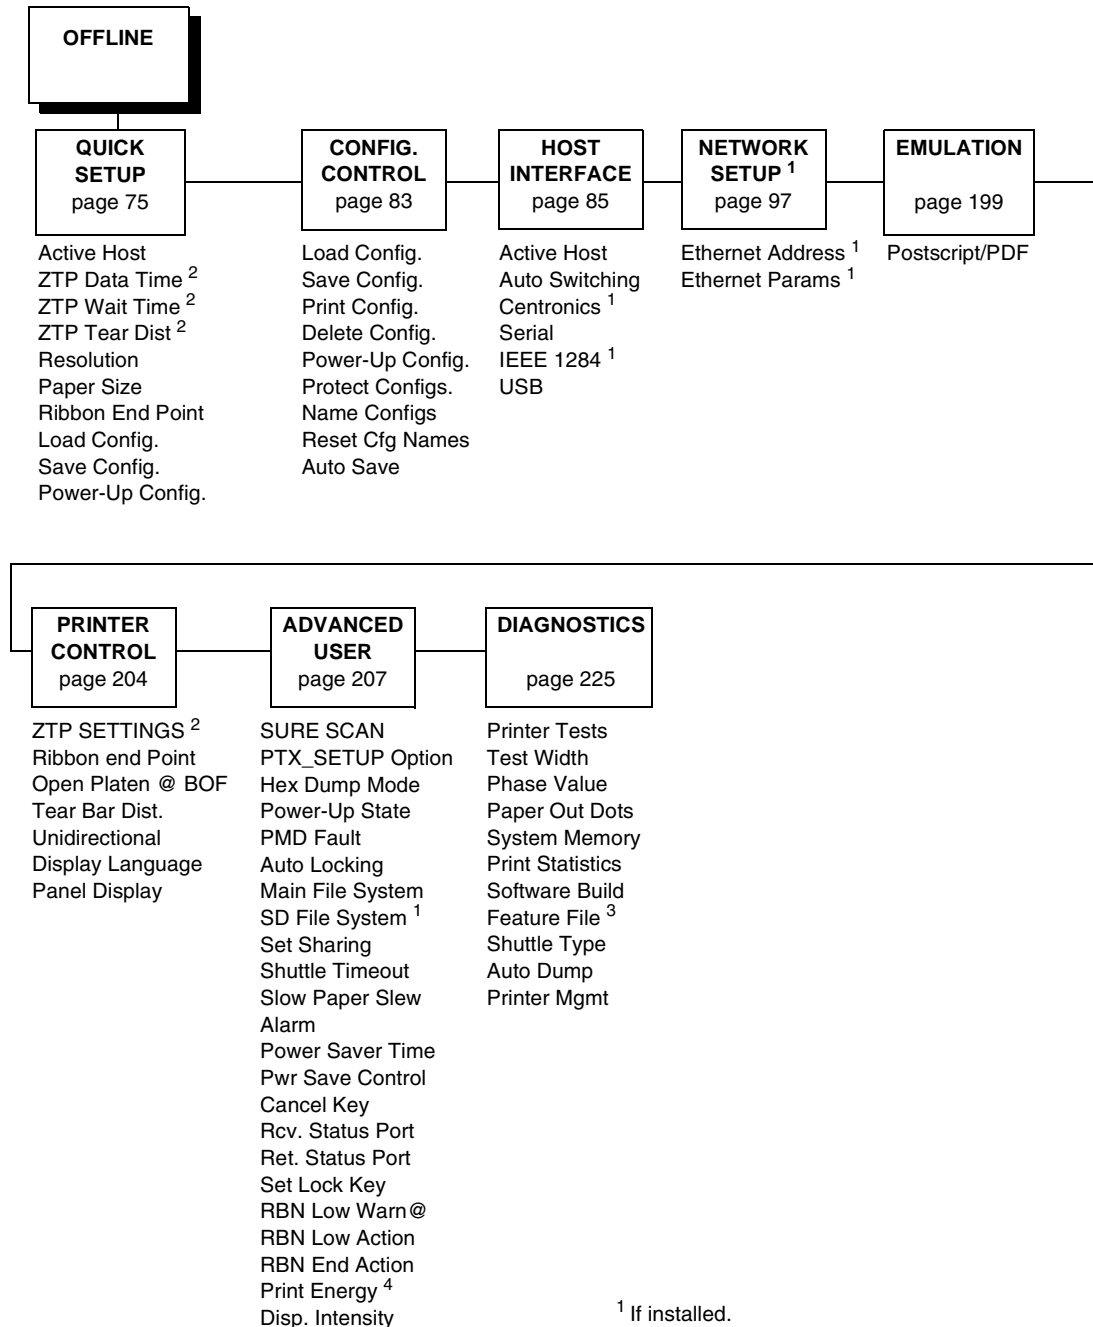 OFFLINE
QUICK
SETUP
page 75
Active Host
ZTP Data Time 2
ZTP Wait Time 2
ZTP Tear Dist 2
Resolution
Paper Size
Ribbon End Point
Load Config.
Save Config.
Power-Up Config.
CONFIG.
CONTROL
page 83
Load Config.
Save Config.
Print Config.
Delete Config.
Power-Up Config.
Protect Configs.
Name Configs
Reset Cfg Names
Auto Save
HOST
INTERFACE
page 85
Active Host
Auto Switching
Centronics 1
Serial
IEEE 1284 1
USB
NETWORK
SETUP 1
page 97
Ethernet Address 1
Ethernet Params 1
EMULATION
page 199
Postscript/PDF
PRINTER
CONTROL
page 204
ZTP SETTINGS 2
Ribbon end Point
Open Platen @ BOF
Tear Bar Dist.
Unidirectional
Display Language
Panel Display
ADVANCED
USER
page 207
SURE SCAN
PTX_SETUP Option
Hex Dump Mode
Power-Up State
PMD Fault
Auto Locking
Main File System
SD File System 1
Set Sharing
Shuttle Timeout
Slow Paper Slew
Alarm
Power Saver Time
Pwr Save Control
Cancel Key
Rcv. Status Port
Ret. Status Port
Set Lock Key
RBN Low Warn@
RBN Low Action
RBN End Action
Print Energy 4
Disp. Intensity
DIAGNOSTICS
page 225
Printer Tests
Test Width
Phase Value
Paper Out Dots
System Memory
Print Statistics
Software Build
Feature File 3
Shuttle Type
Auto Dump
Printer Mgmt
1 If installed.